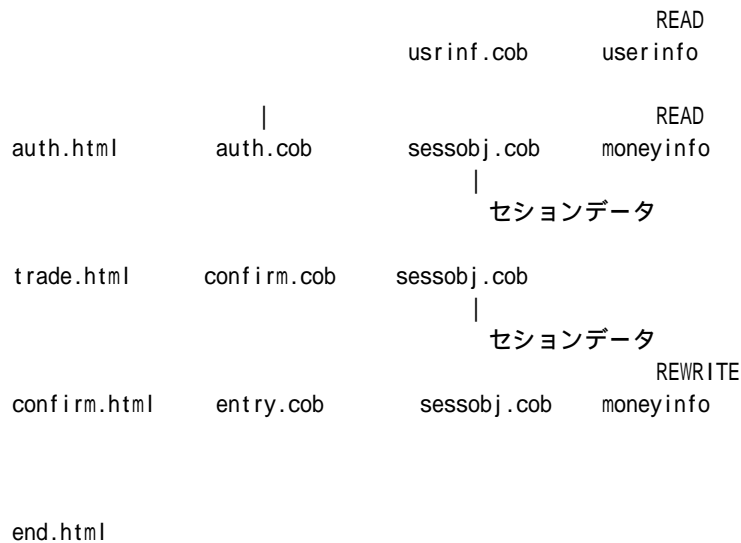 READ
usrinf.cob userinfo
| READ
auth.html auth.cob sessobj.cob moneyinfo
|
セションデータ
trade.html confirm.cob sessobj.cob
|
セションデータ
REWRITE
confirm.html entry.cob sessobj.cob moneyinfo
end.html